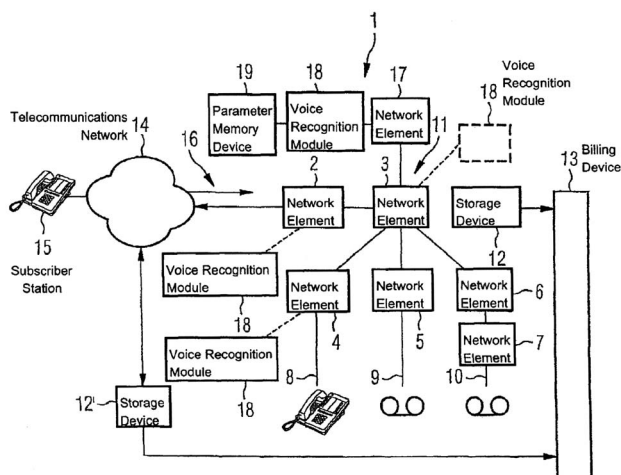 1
19
18
17
Voice
Recognition
Module
18
Telecommunications
Network
14
Parameter
Memory
Device
Voice
Recognition
Module
Network
Element
11
16
2
3
Billing
Device
13
Network
Element
Network
Element
Storage
Device
12
15
Subscriber
Station
Voice Recognition
Module
18
Network
Element
4
Network
Element
5
Network
Element
6
Network
Element
7
Voice Recognition
Module
18
8
9
10
12'
Storage
Device